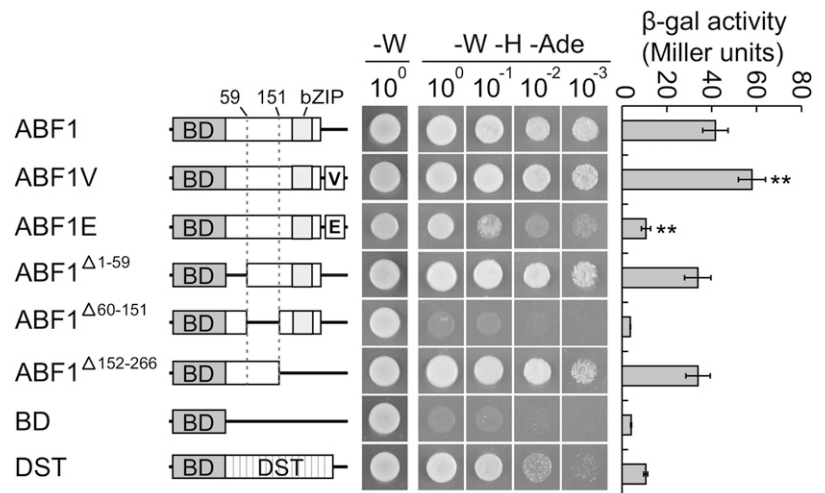 β-gal activity
(Miller units)
-W -W -H -Ade
10⁰ 10⁰ 10⁻¹ 10⁻² 10⁻³
0 20 40 60 80
59 151 bZIP
ABF1 BD
ABF1V BD V **
ABF1E BD E **
ABF1 Δ1-59 BD
ABF1 Δ60-151 BD
ABF1 Δ152-266 BD
BD BD
DST BD DST